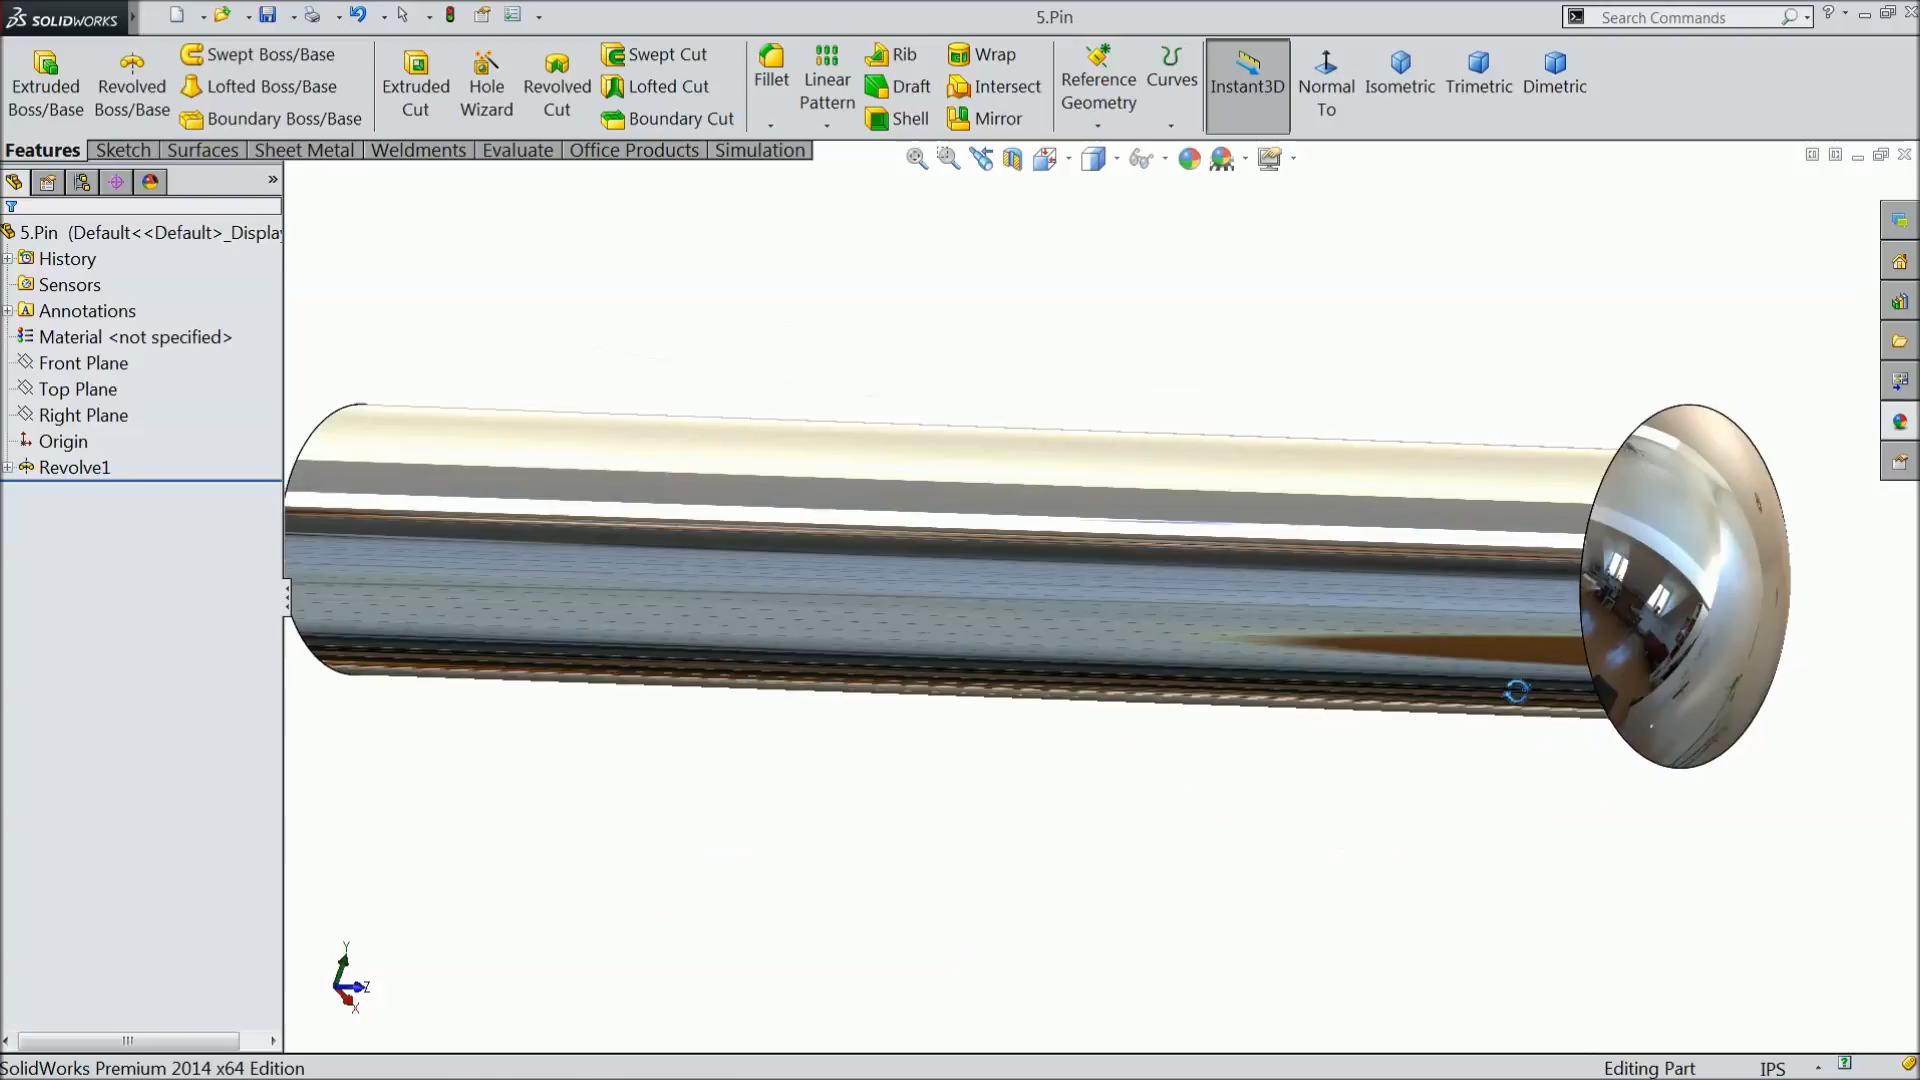 SOLIDWORKS
5.Pin
Search Commands
Extruded Boss/Base
Revolved Boss/Base
Swept Boss/Base
Lofted Boss/Base
Boundary Boss/Base
Extruded Cut
Hole Wizard
Revolved Cut
Swept Cut
Lofted Cut
Boundary Cut
Fillet
Linear Pattern
Rib
Draft
Shell
Wrap
Intersect
Mirror
Reference Geometry
Curves
Instant3D
Normal To
Isometric
Trimetric
Dimetric
Features
Sketch
Surfaces
Sheet Metal
Weldments
Evaluate
Office Products
Simulation
5.Pin (Default<<Default>_Displa
History
Sensors
Annotations
Material <not specified>
Front Plane
Top Plane
Right Plane
Origin
Revolve1
Y
Z
X
SolidWorks Premium 2014 x64 Edition
Editing Part
IPS